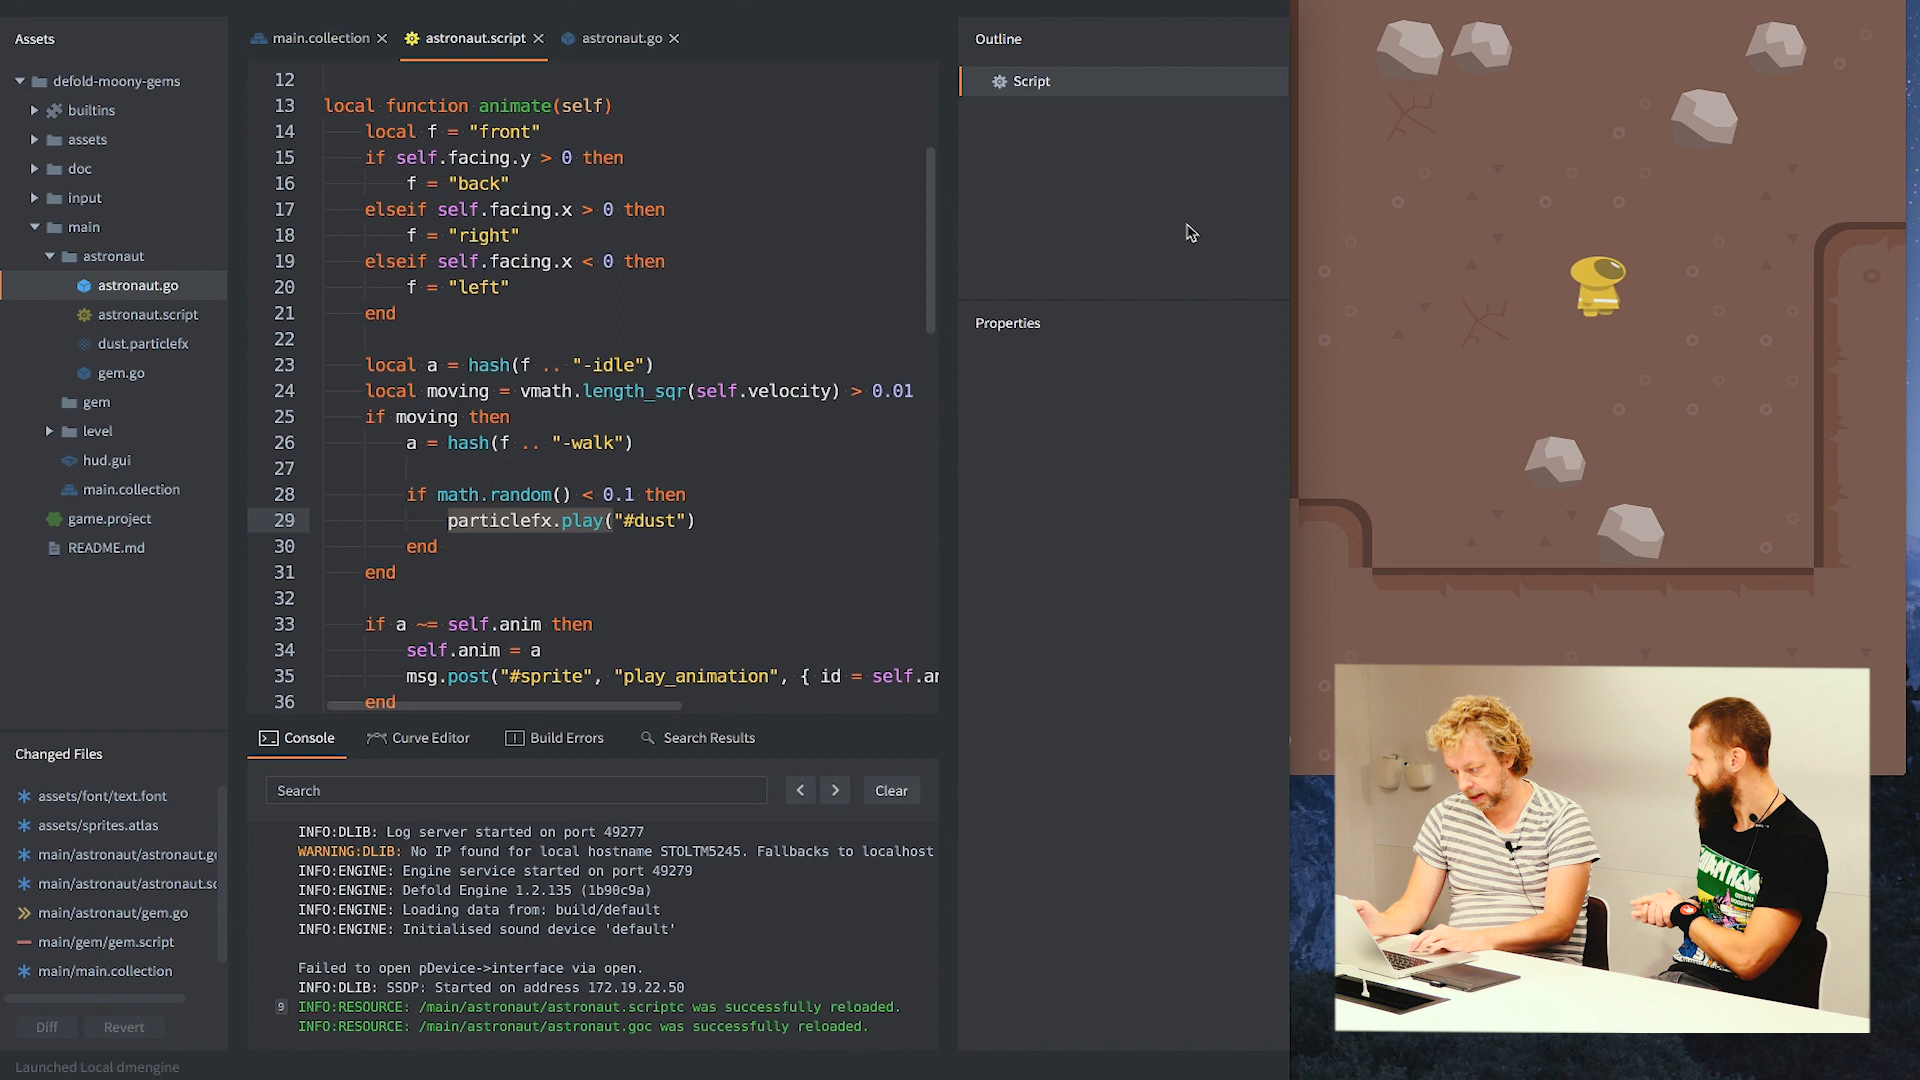 Assets
defold-moony-gems
builtins
assets
doc
input
main
astronaut
astronaut.go
astronaut.script
dust.particlefx
gem.go
gem
level
hud.gui
main.collection
game.project
README.md
Changed Files
assets/font/text.font
assets/sprites.atlas
main/astronaut/astronaut.go
main/astronaut/astronaut.sc
main/astronaut/gem.go
main/gem/gem.script
main/main.collection
Diff Revert
Launched Local dmengine
main.collection astronaut.script astronaut.go
12
13 local function animate(self)
14 local f = "front"
15 if self.facing.y > 0 then
16 f = "back"
17 elseif self.facing.x > 0 then
18 f = "right"
19 elseif self.facing.x < 0 then
20 f = "left"
21 end
22
23 local a = hash(f .. "-idle")
24 local moving = vmath.length_sqr(self.velocity) > 0.01
25 if moving then
26 a = hash(f .. "-walk")
27
28 if math.random() < 0.1 then
29 particlefx.play("#dust")
30 end
31 end
32
33 if a ~= self.anim then
34 self.anim = a
35 msg.post("#sprite", "play_animation", { id = self.an
36 end
Console Curve Editor Build Errors Search Results
Search Clear
INFO:DLIB: Log server started on port 49277
WARNING:DLIB: No IP found for local hostname STOLTM5245. Fallbacks to localhost
INFO:ENGINE: Engine service started on port 49279
INFO:ENGINE: Defold Engine 1.2.135 (1b90c9a)
INFO:ENGINE: Loading data from: build/default
INFO:ENGINE: Initialised sound device 'default'
Failed to open pDevice->interface via open.
INFO:DLIB: SSDP: Started on address 172.19.22.50
9 INFO:RESOURCE: /main/astronaut/astronaut.scriptc was successfully reloaded.
INFO:RESOURCE: /main/astronaut/astronaut.goc was successfully reloaded.
Outline
Script
Properties